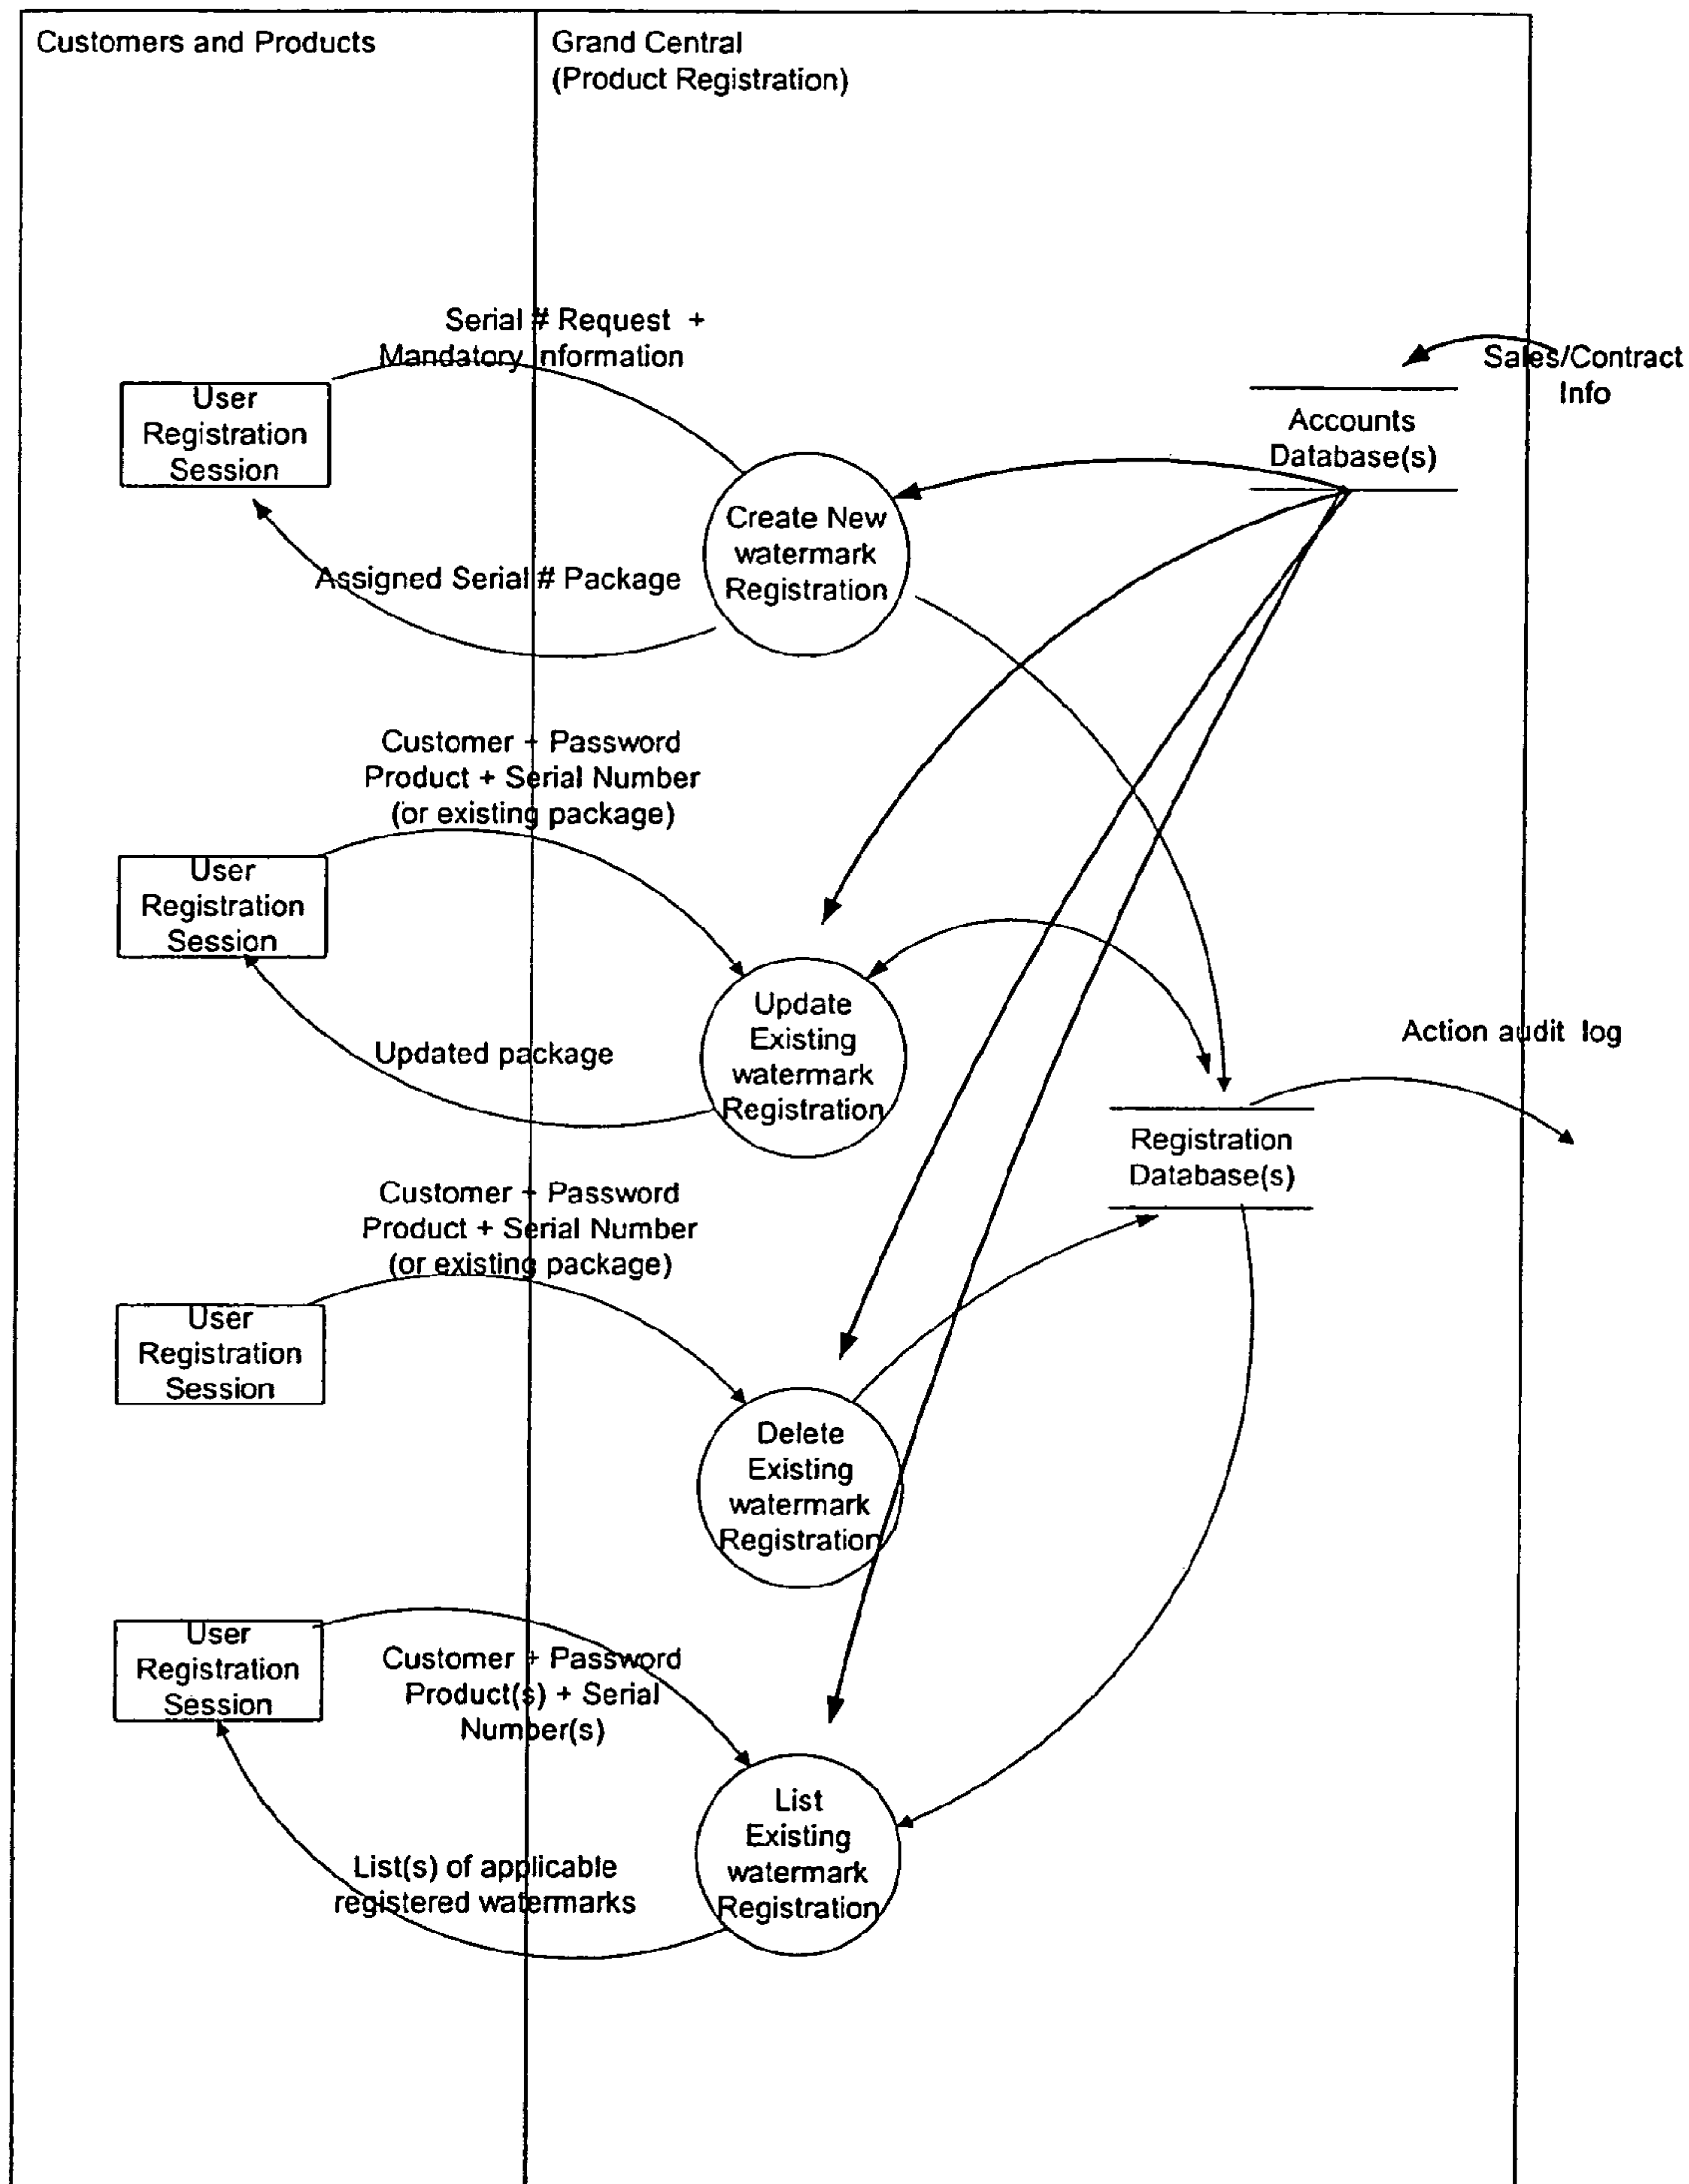 Customers and Products
Grand Central
(Product Registration)
Serial # Request +
Mandatory Information
Sales/Contract
Info
User
Registration
Session
Accounts
Database(s)
Create New
watermark
Registration
Assigned Serial # Package
Customer + Password
Product + Serial Number
(or existing package)
User
Registration
Session
Update
Existing
watermark
Registration
Updated package
Action audit log
Registration
Database(s)
Customer + Password
Product + Serial Number
(or existing package)
User
Registration
Session
Delete
Existing
watermark
Registration
User
Registration
Session
Customer + Password
Product(s) + Serial
Number(s)
List
Existing
watermark
Registration
List(s) of applicable
registered watermarks